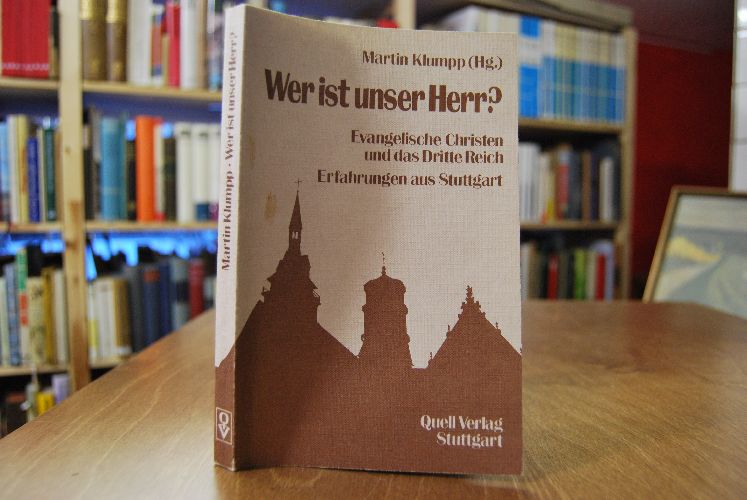 Martin Klumpp (Hg.)
Wer ist unser Herr?
Evangelische Christen
und das Dritte Reich
Erfahrungen aus Stuttgart
Quell Verlag
Stuttgart
Martin Klumpp · Wer ist unser Herr?
QV